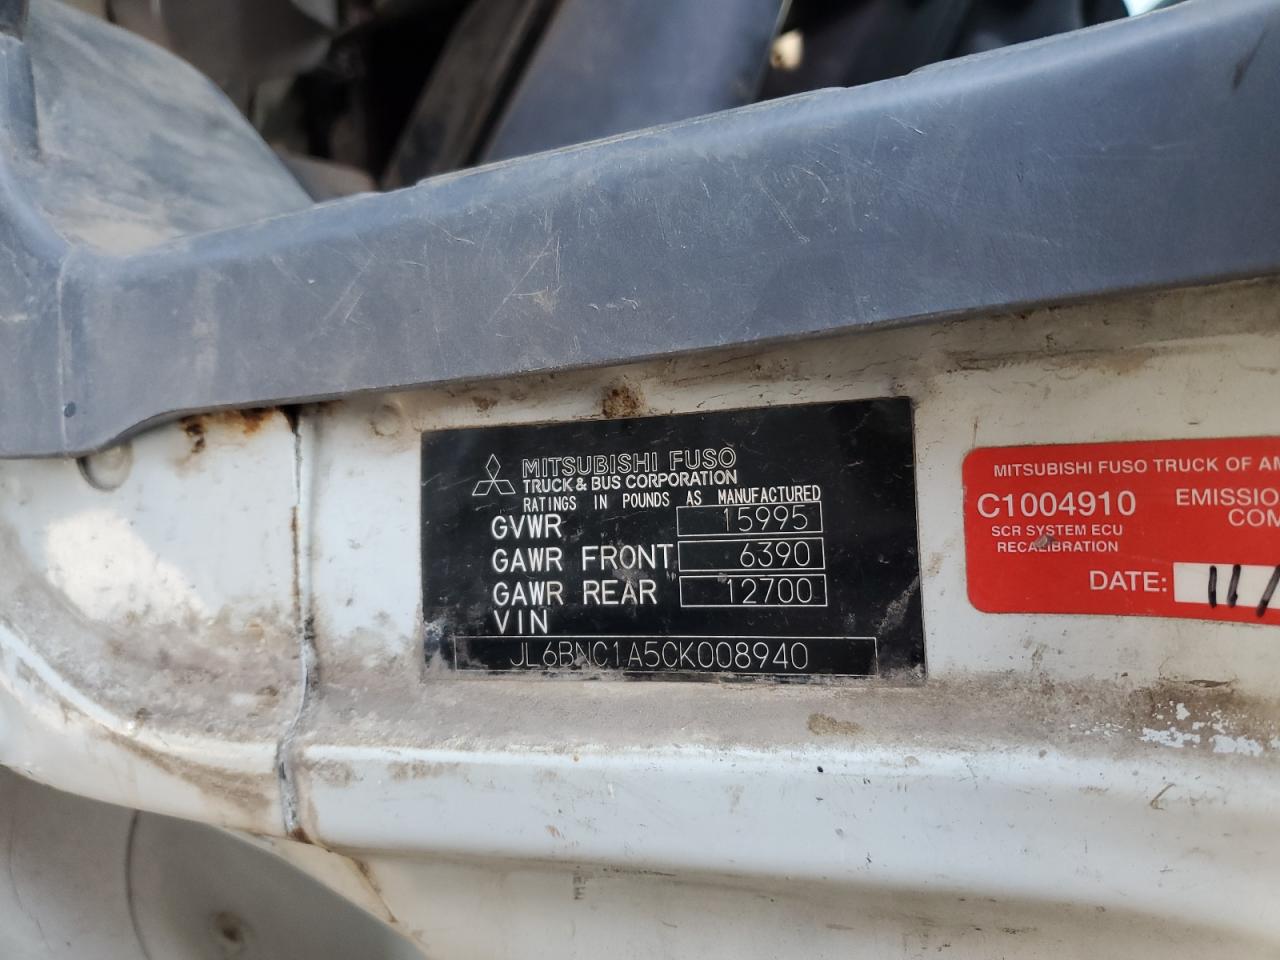 MITSUBISHI FUSO
TRUCK & BUS CORPORATION
RATINGS IN POUNDS AS MANUFACTURED
GVWR 15995
GAWR FRONT 6390
GAWR REAR 12700
VIN
JL6BNC1A5CK008940
MITSUBISHI FUSO TRUCK OF AM
C1004910 EMISSIO
COM
SCR SYSTEM ECU
RECALIBRATION
DATE: 11/